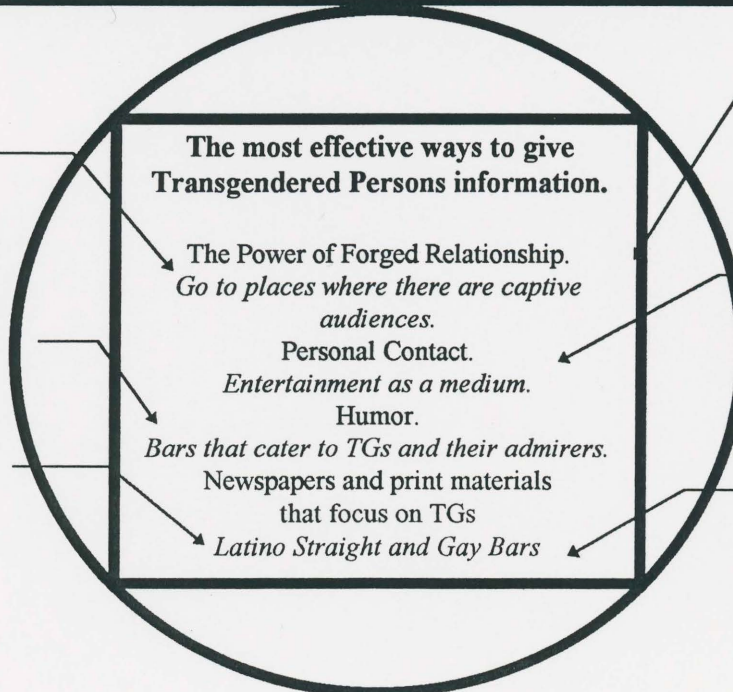 The most effective ways to give
Transgendered Persons information.
The Power of Forged Relationship.
Go to places where there are captive
audiences.
Personal Contact.
Entertainment as a medium.
Humor.
Bars that cater to TGs and their admirers.
Newspapers and print materials
that focus on TGs
Latino Straight and Gay Bars